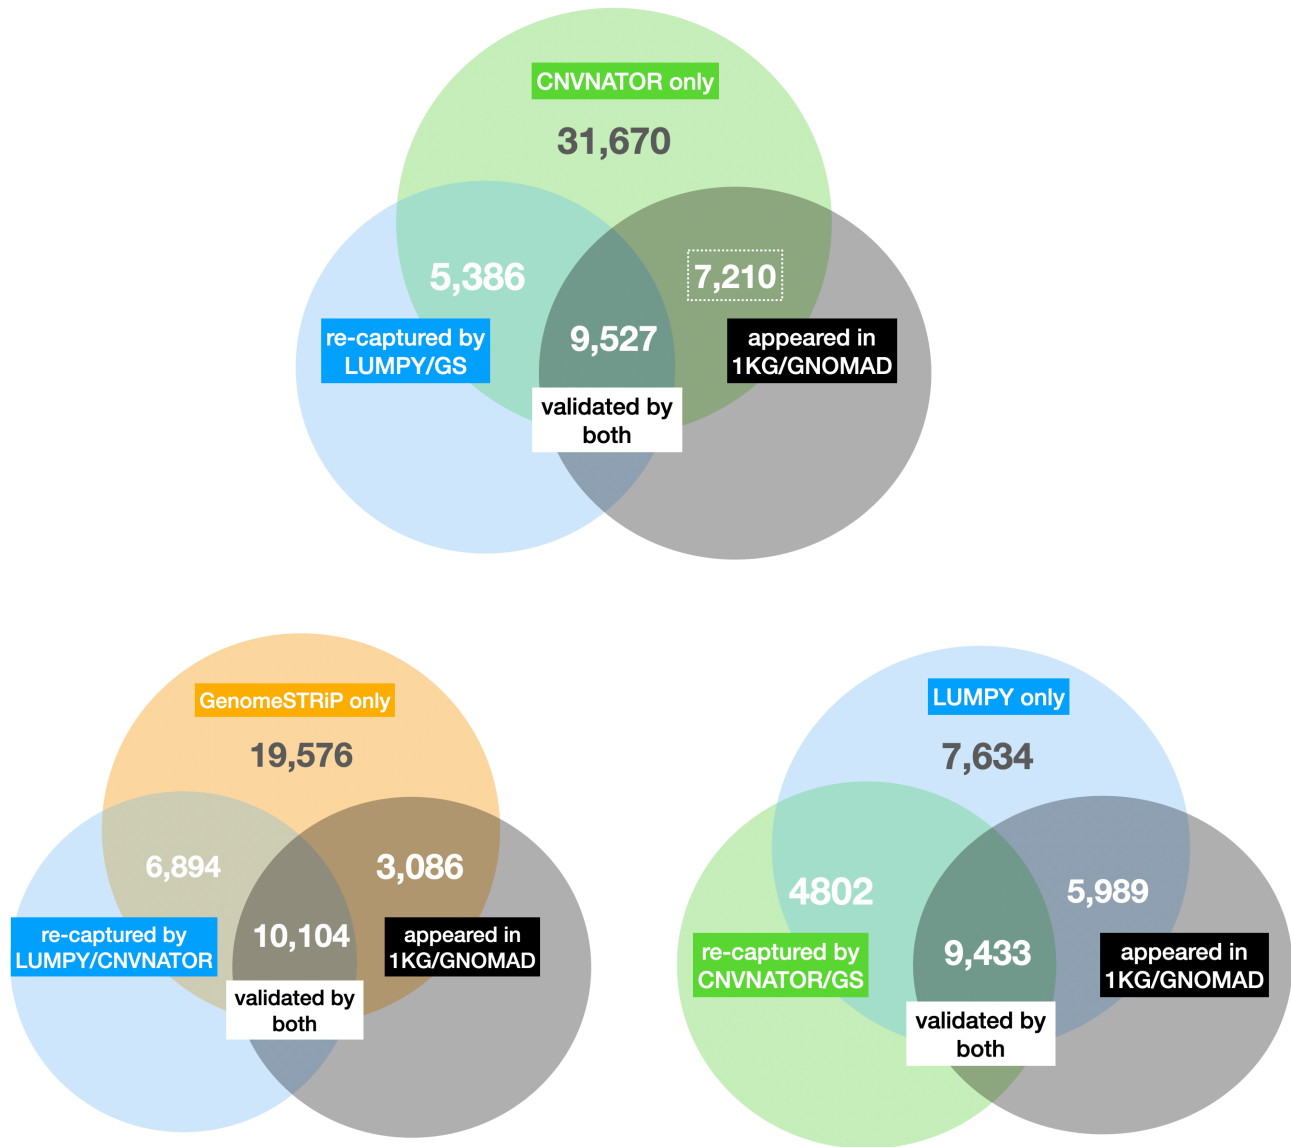 CNVNATOR only
31,670
5,386
7,210
9,527
re-captured by
LUMPY/GS
appeared in
1KG/GNOMAD
validated by
both
GenomeSTRiP only
19,576
6,894
3,086
10,104
re-captured by
LUMPY/CNVNATOR
appeared in
1KG/GNOMAD
validated by
both
LUMPY only
7,634
4802
5,989
9,433
re-captured by
CNVNATOR/GS
appeared in
1KG/GNOMAD
validated by
both